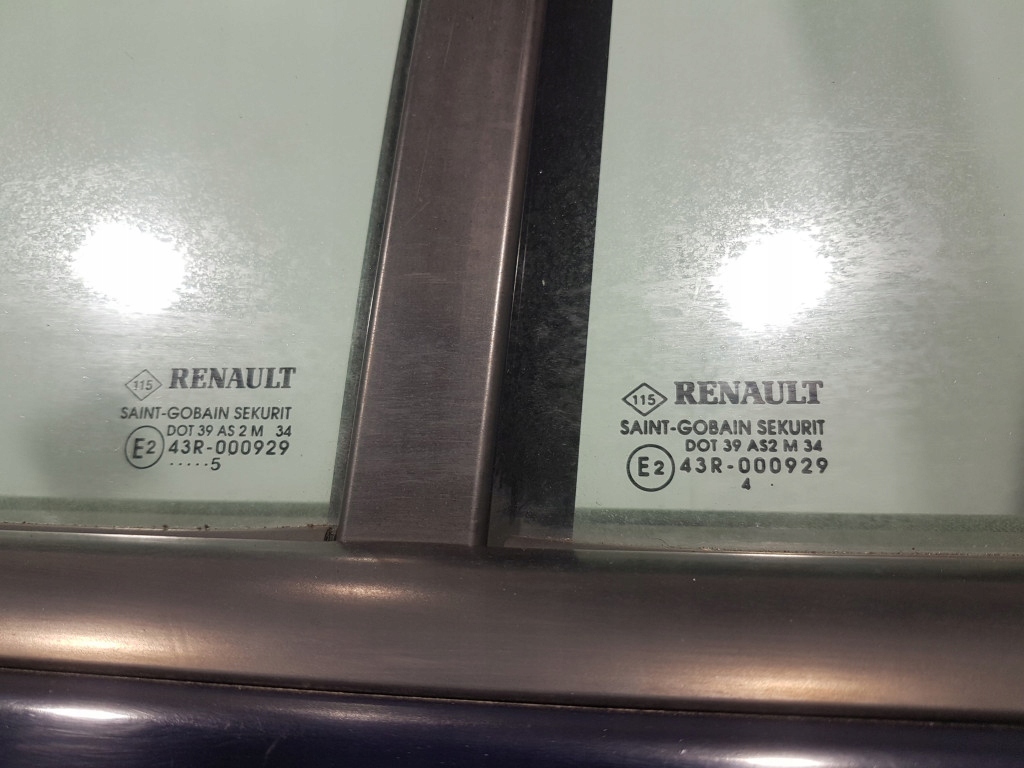 115 RENAULT
SAINT-GOBAIN SEKURIT
DOT 39 AS 2 M 34
E2 43R-000929
.....5
115 RENAULT
SAINT-GOBAIN SEKURIT
DOT 39 AS2 M 34
E2 43R-000929
4